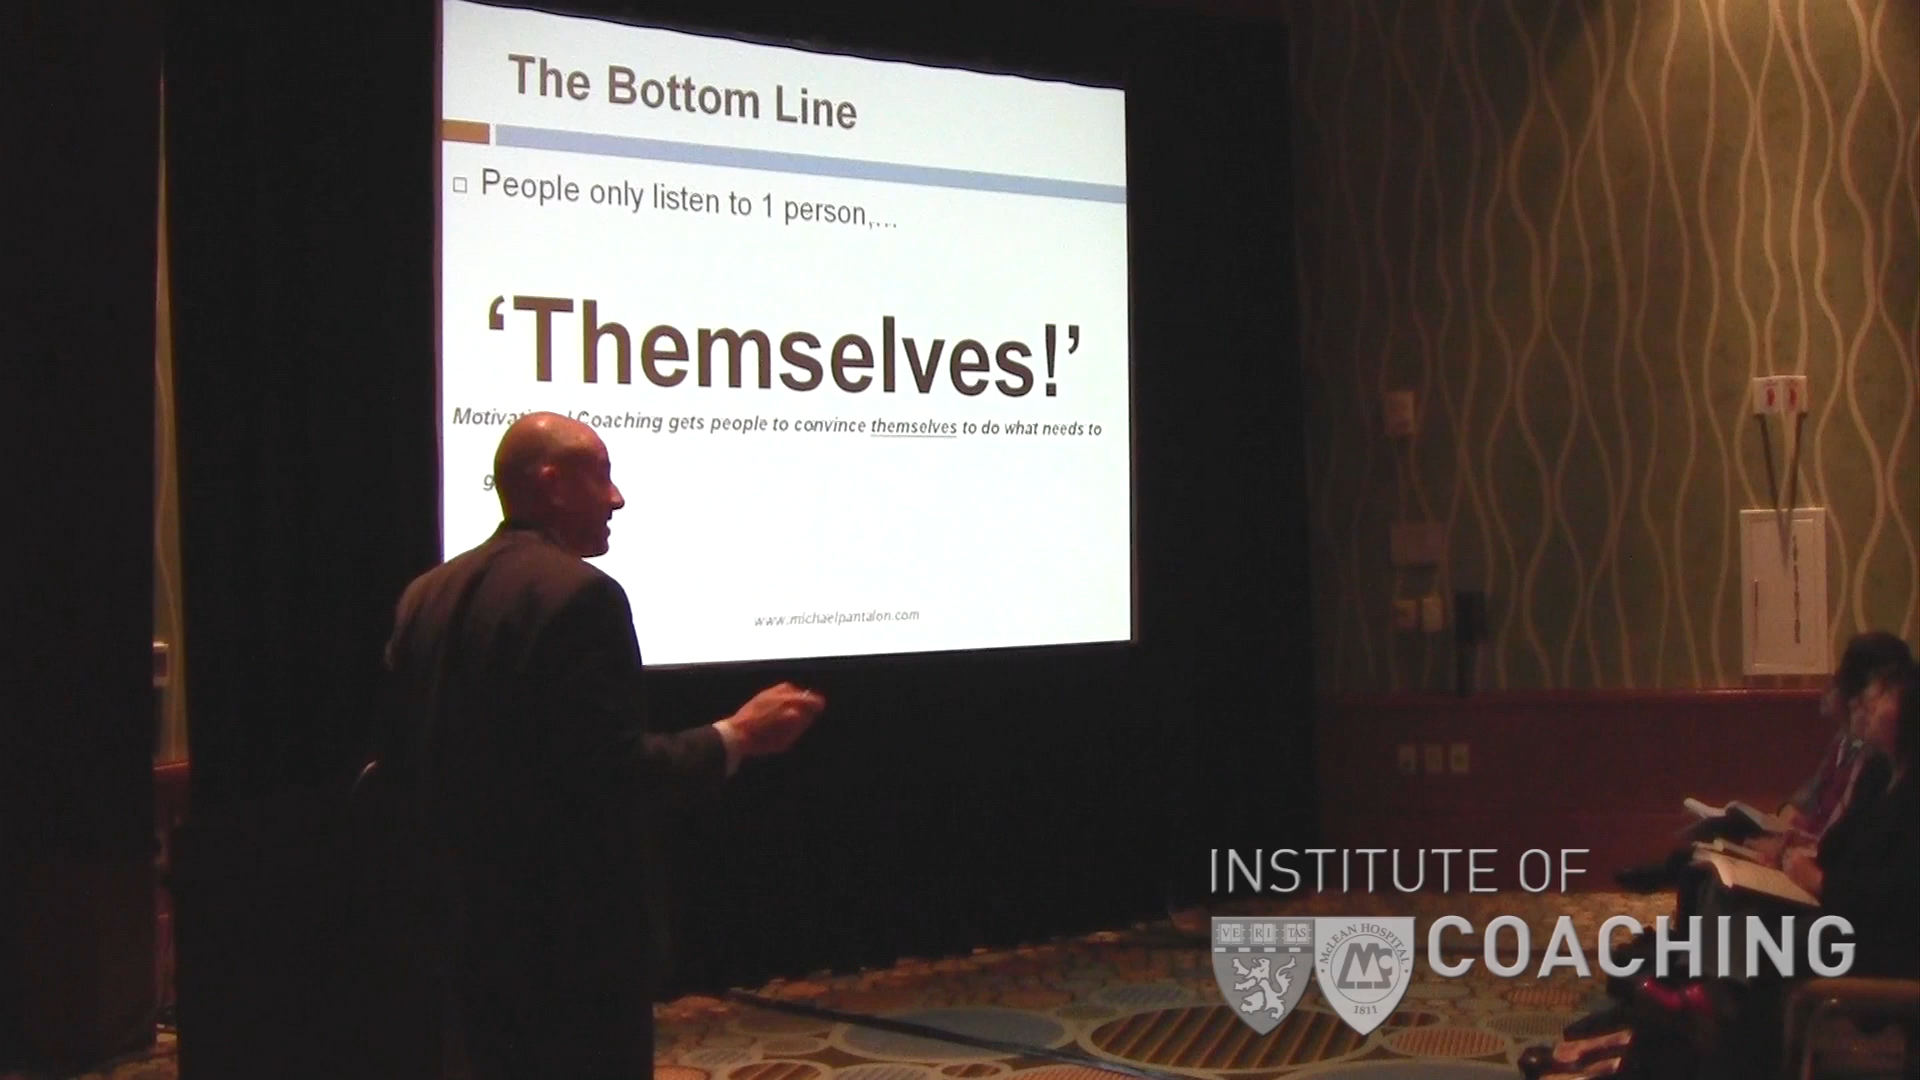 The Bottom Line
People only listen to 1 person,...
‘Themselves!’
Coaching gets people to convince themselves to do what needs to
www.michaelpantalon.com
INSTITUTE OF
COACHING
VE RI TAS
McLEAN HOSPITAL
1811